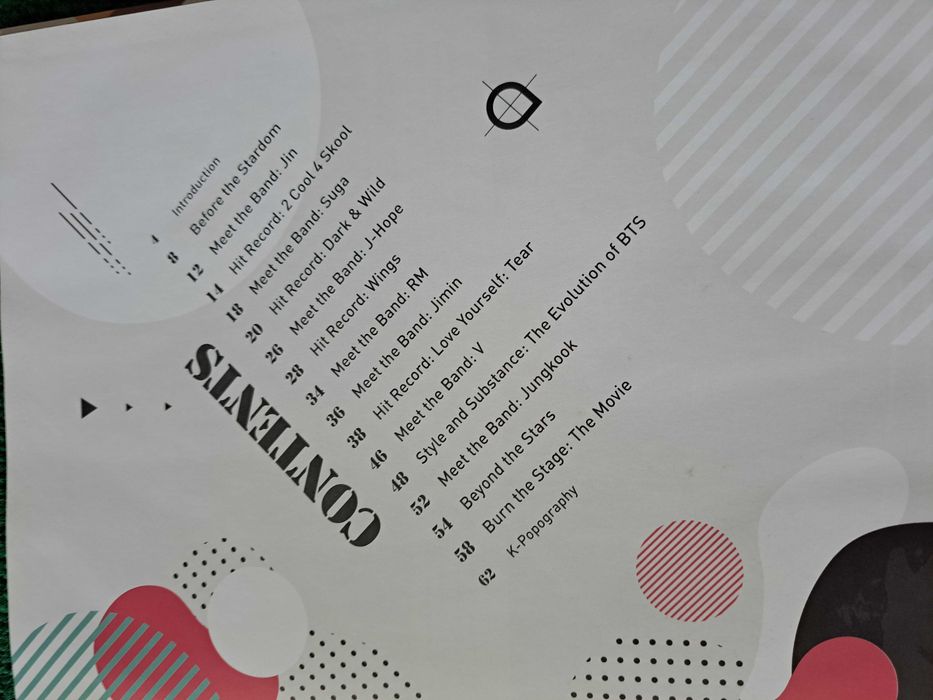 CONTENTS
4 Introduction
8 Before the Stardom
12 Meet the Band: Jin
14 Hit Record: 2 Cool 4 Skool
18 Meet the Band: Suga
20 Hit Record: Dark & Wild
26 Meet the Band: J-Hope
28 Hit Record: Wings
34 Meet the Band: RM
36 Meet the Band: Jimin
38 Hit Record: Love Yourself: Tear
46 Meet the Band: V
48 Style and Substance: The Evolution of BTS
52 Meet the Band: Jungkook
54 Beyond the Stars
58 Burn the Stage: The Movie
62 K-Popography